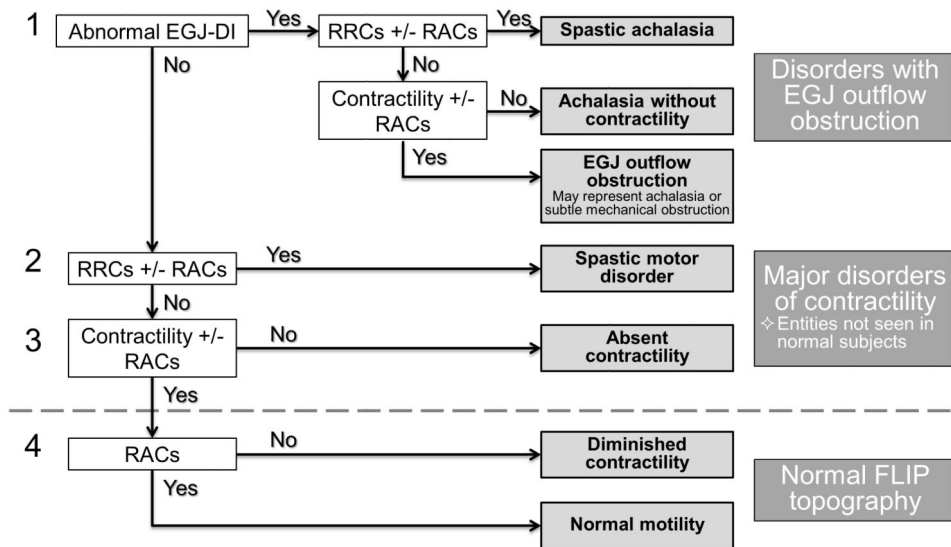 1
Abnormal EGJ-DI
Yes
RRCs +/- RACs
Yes
Spastic achalasia
No
No
Contractility +/-
RACs
No
Achalasia without
contractility
Yes
EGJ outflow
obstruction
May represent achalasia or
subtle mechanical obstruction
Disorders with
EGJ outflow
obstruction
2
RRCs +/- RACs
Yes
Spastic motor
disorder
No
3
Contractility +/-
RACs
No
Absent
contractility
Yes
Major disorders
of contractility
✧Entities not seen in
normal subjects
4
RACs
No
Diminished
contractility
Yes
Normal motility
Normal FLIP
topography